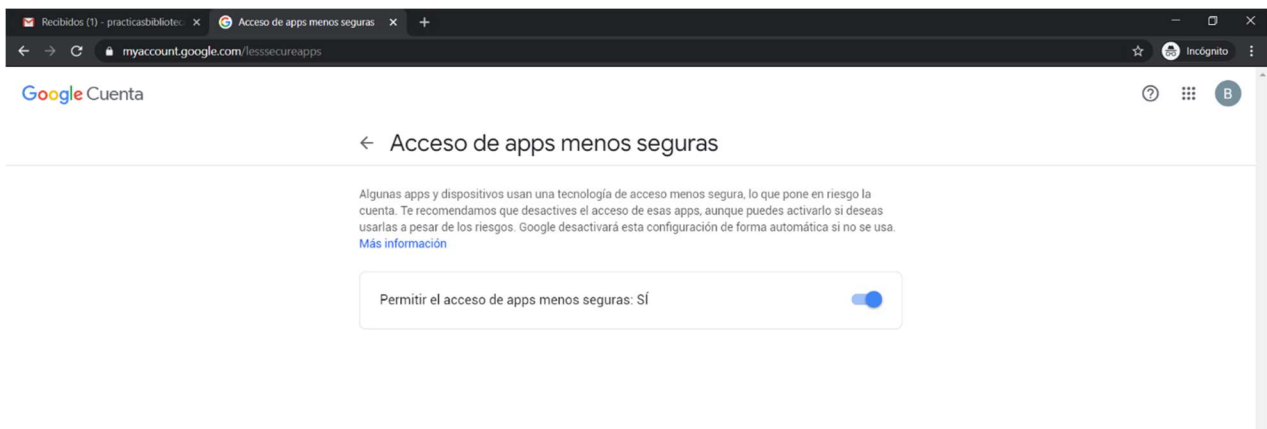 Recibidos (1) - practicasbibliotec
Acceso de apps menos seguras
myaccount.google.com/lesssecureapps
Incógnito
Google Cuenta
B
Acceso de apps menos seguras
Algunas apps y dispositivos usan una tecnología de acceso menos segura, lo que pone en riesgo la
cuenta. Te recomendamos que desactives el acceso de esas apps, aunque puedes activarlo si deseas
usarlas a pesar de los riesgos. Google desactivará esta configuración de forma automática si no se usa.
Más información
Permitir el acceso de apps menos seguras: SÍ